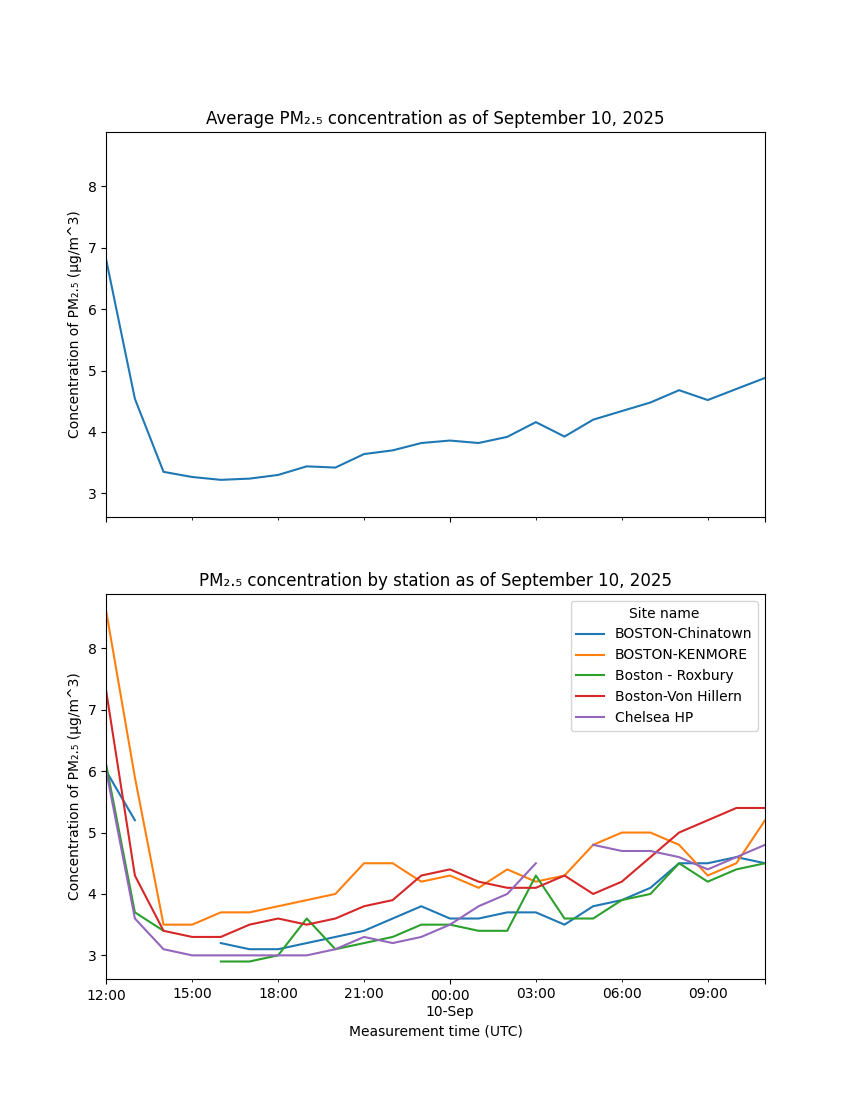 Average PM₂.₅ concentration as of September 10, 2025
Concentration of PM₂.₅ (µg/m^3)
8
7
6
5
4
3
PM₂.₅ concentration by station as of September 10, 2025
Concentration of PM₂.₅ (µg/m^3)
8
7
6
5
4
3
Site name
BOSTON-Chinatown
BOSTON-KENMORE
Boston - Roxbury
Boston-Von Hillern
Chelsea HP
12:00 15:00 18:00 21:00 00:00 03:00 06:00 09:00
10-Sep
Measurement time (UTC)